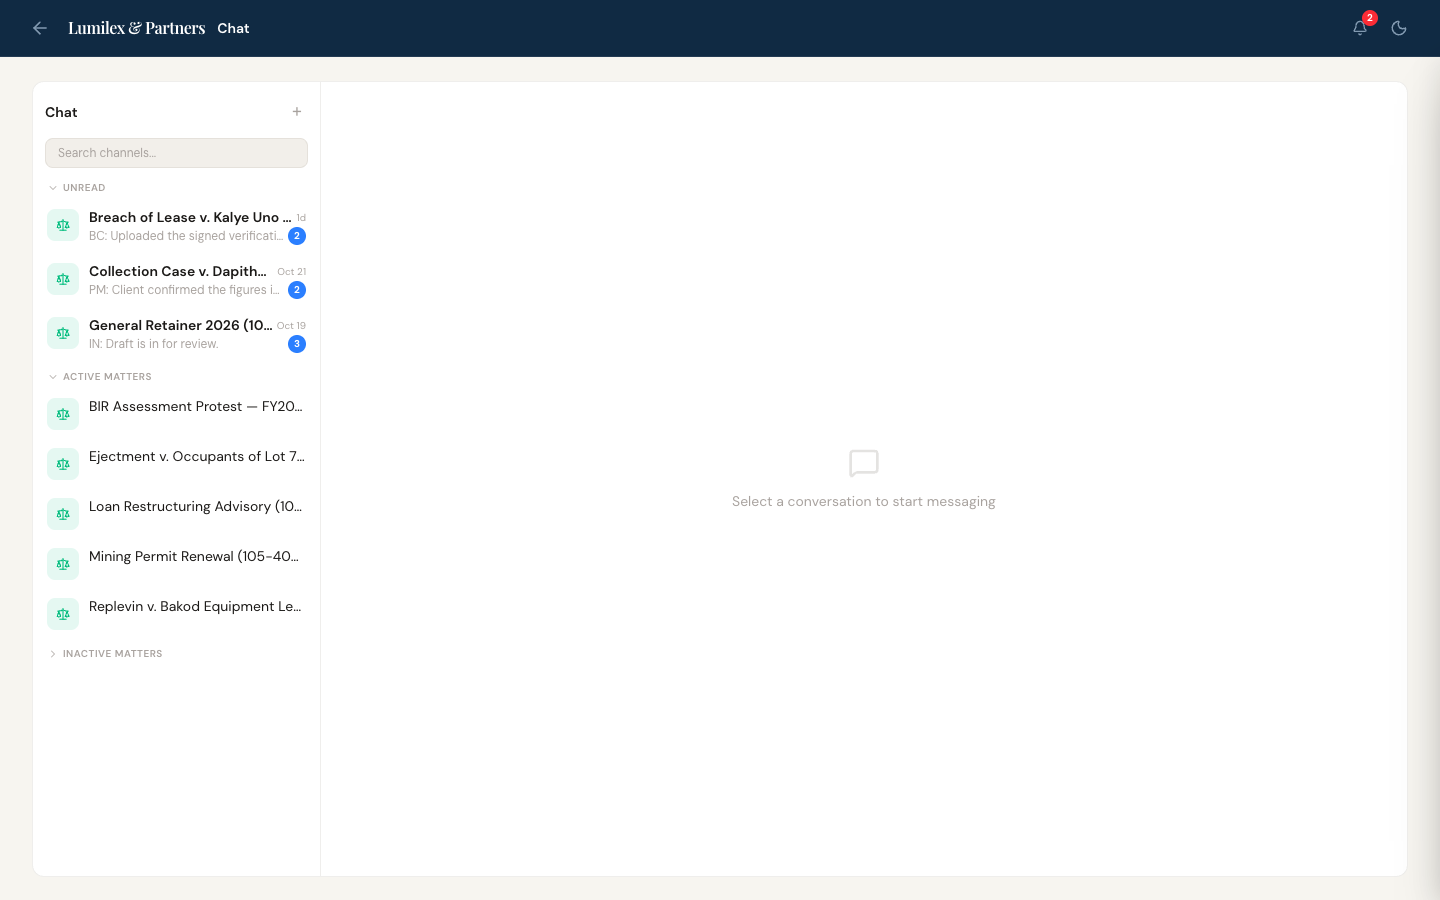 Lumilex & Partners Chat
2
Chat
Search channels...
UNREAD
Breach of Lease v. Kalye Uno ... 1d
BC: Uploaded the signed verificati... 2
Collection Case v. Dapith... Oct 21
PM: Client confirmed the figures i... 2
General Retainer 2026 (10... Oct 19
IN: Draft is in for review. 3
ACTIVE MATTERS
BIR Assessment Protest — FY20...
Ejectment v. Occupants of Lot 7...
Loan Restructuring Advisory (10...
Mining Permit Renewal (105-40...
Replevin v. Bakod Equipment Le...
INACTIVE MATTERS
Select a conversation to start messaging